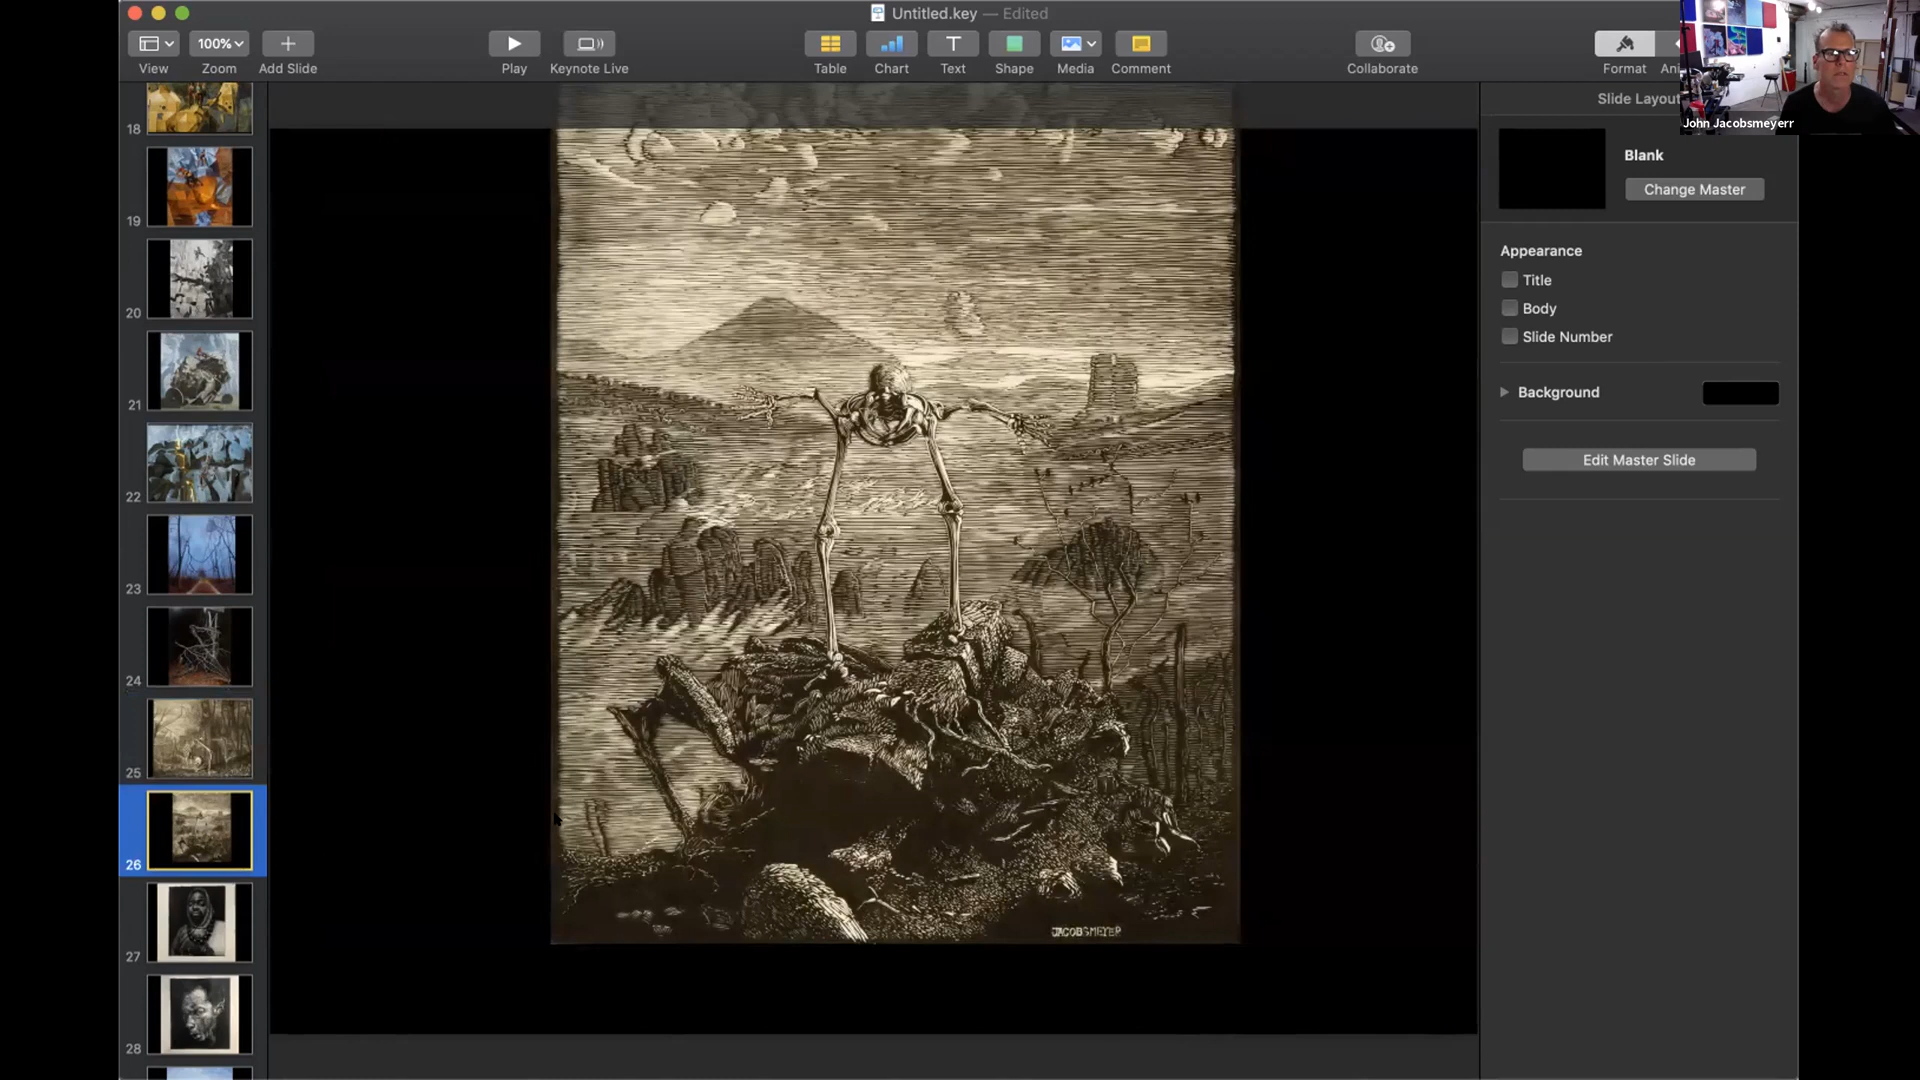 Untitled.key — Edited
View
100%
Zoom
Add Slide
Play
Keynote Live
Table
Chart
Text
Shape
Media
Comment
Collaborate
Format
Ani
Slide Layou
John Jacobsmeyerr
Blank
Change Master
Appearance
Title
Body
Slide Number
Background
Edit Master Slide
18
19
20
21
22
23
24
25
26
27
28
JACOBSMEYER